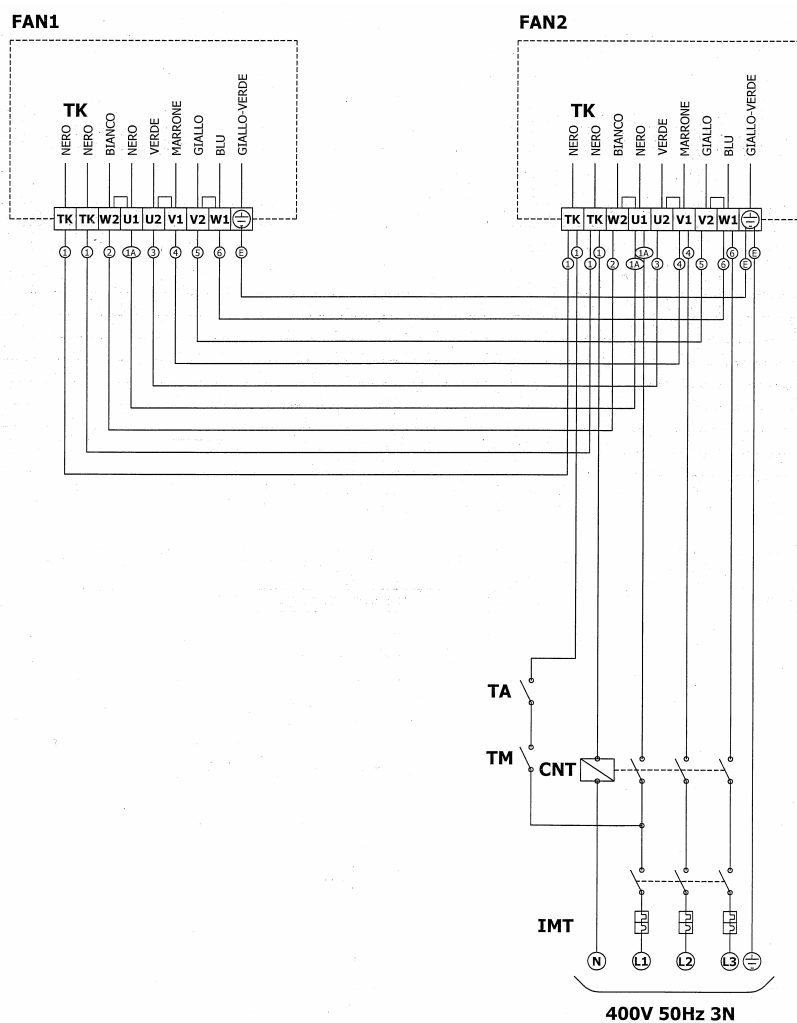 FAN1
FAN2
TK
NERO
NERO
BIANCO
NERO
VERDE
MARRONE
GIALLO
BLU
GIALLO-VERDE
TK
NERO
NERO
BIANCO
NERO
VERDE
MARRONE
GIALLO
BLU
GIALLO-VERDE
TK TK W2 U1 U2 V1 V2 W1
TK TK W2 U1 U2 V1 V2 W1
1 1 2 1A 3 4 5 6 E
1 1 1A 4 6 E
1 1 2 1A 3 4 5 6 E
TA
TM
CNT
IMT
N L1 L2 L3
400V 50Hz 3N